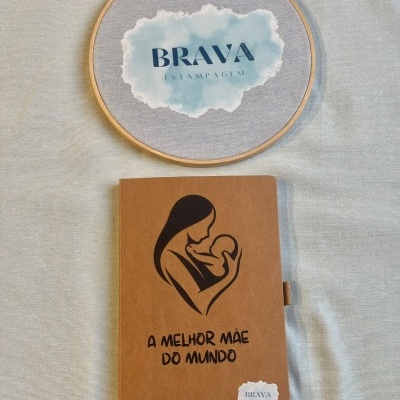 BRAVA
ESTAMPAGEM
A MELHOR MÃE
DO MUNDO
BRAVA